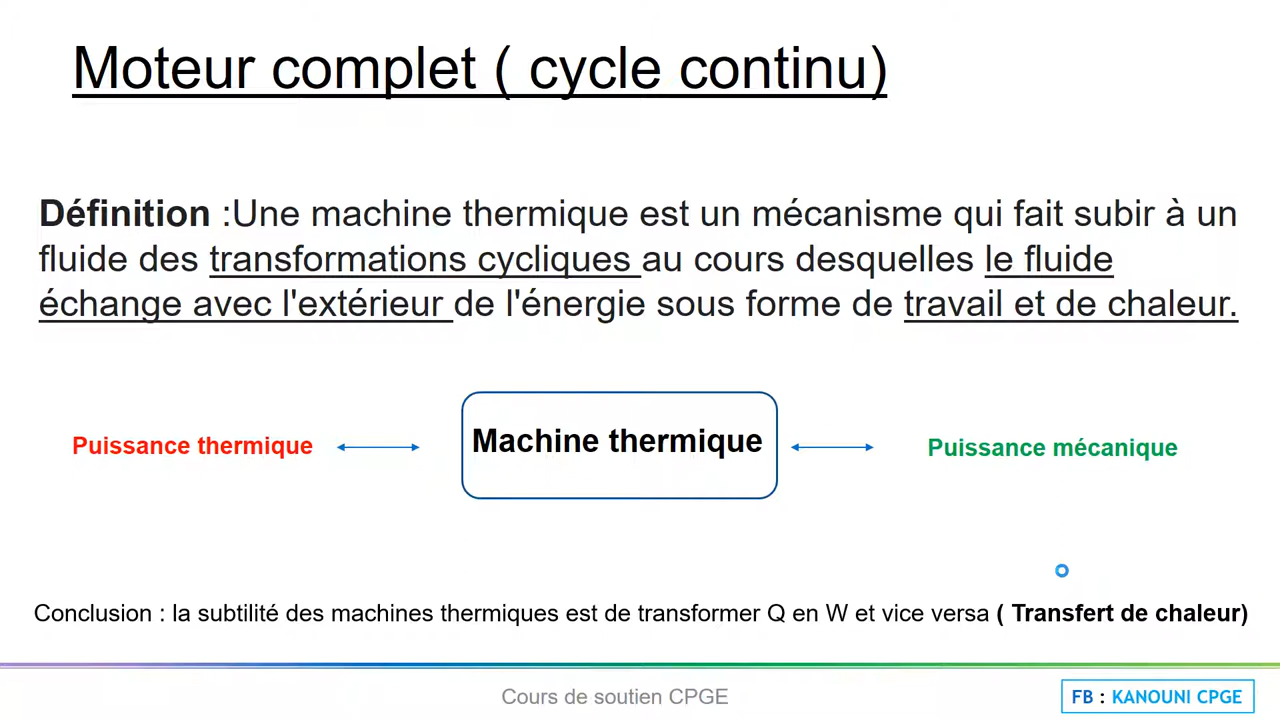 Moteur complet ( cycle continu)
Définition :Une machine thermique est un mécanisme qui fait subir à un
fluide des transformations cycliques au cours desquelles le fluide
échange avec l'extérieur de l'énergie sous forme de travail et de chaleur.
Puissance thermique
Machine thermique
Puissance mécanique
Conclusion : la subtilité des machines thermiques est de transformer Q en W et vice versa ( Transfert de chaleur)
Cours de soutien CPGE
FB : KANOUNI CPGE